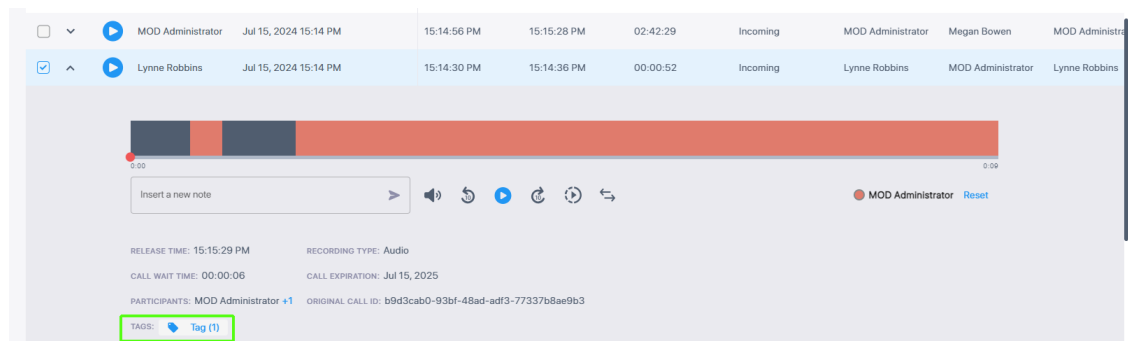 MOD Administrator Jul 15, 2024 15:14 PM 15:14:56 PM 15:15:28 PM 02:42:29 Incoming MOD Administrator Megan Bowen MOD Administra
Lynne Robbins Jul 15, 2024 15:14 PM 15:14:30 PM 15:14:36 PM 00:00:52 Incoming Lynne Robbins MOD Administrator Lynne Robbins
0:00 0:09
Insert a new note 10 10 MOD Administrator Reset
RELEASE TIME: 15:15:29 PM RECORDING TYPE: Audio
CALL WAIT TIME: 00:00:06 CALL EXPIRATION: Jul 15, 2025
PARTICIPANTS: MOD Administrator +1 ORIGINAL CALL ID: b9d3cab0-93bf-48ad-adf3-77337b8ae9b3
TAGS: Tag (1)